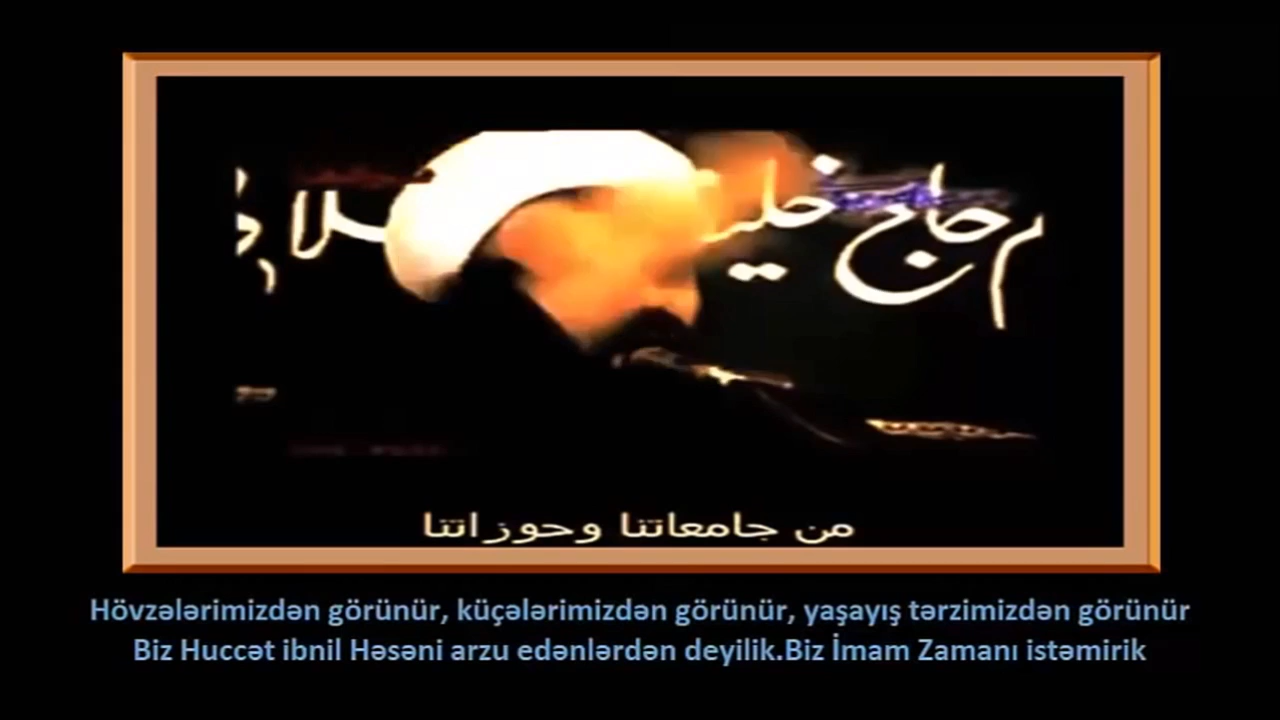 م حاج
من جامعاتنا وحوزاتنا
Hövzələrimizdən görünür, küçələrimizdən görünür, yaşayış tərzimizdən görünür
Biz Huccət ibnil Həsəni arzu edənlərdən deyilik.Biz İmam Zamanı istəmirik